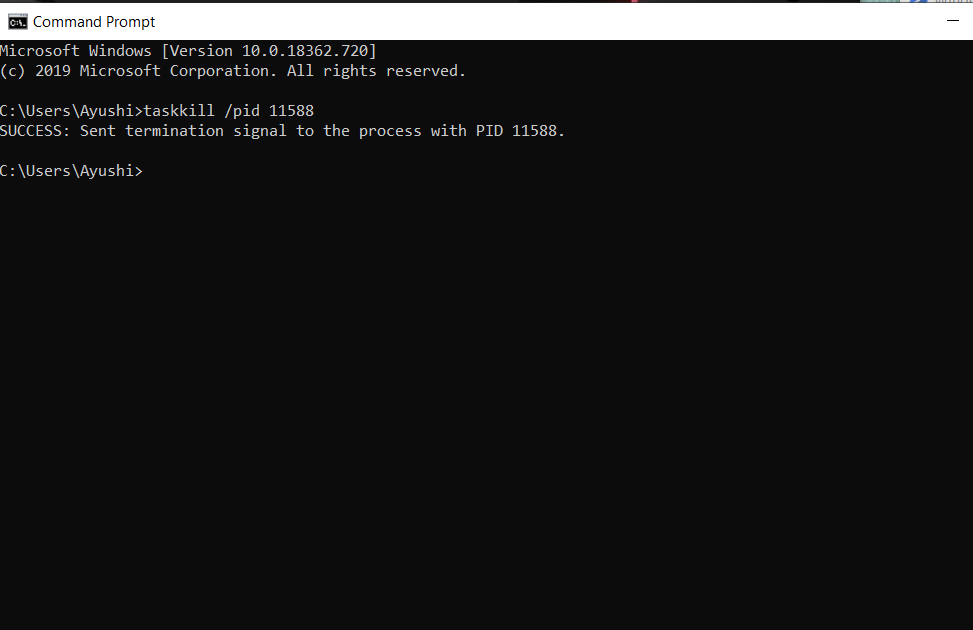 Command Prompt
Microsoft Windows [Version 10.0.18362.720]
(c) 2019 Microsoft Corporation. All rights reserved.
C:\Users\Ayushi>taskkill /pid 11588
SUCCESS: Sent termination signal to the process with PID 11588.
C:\Users\Ayushi>